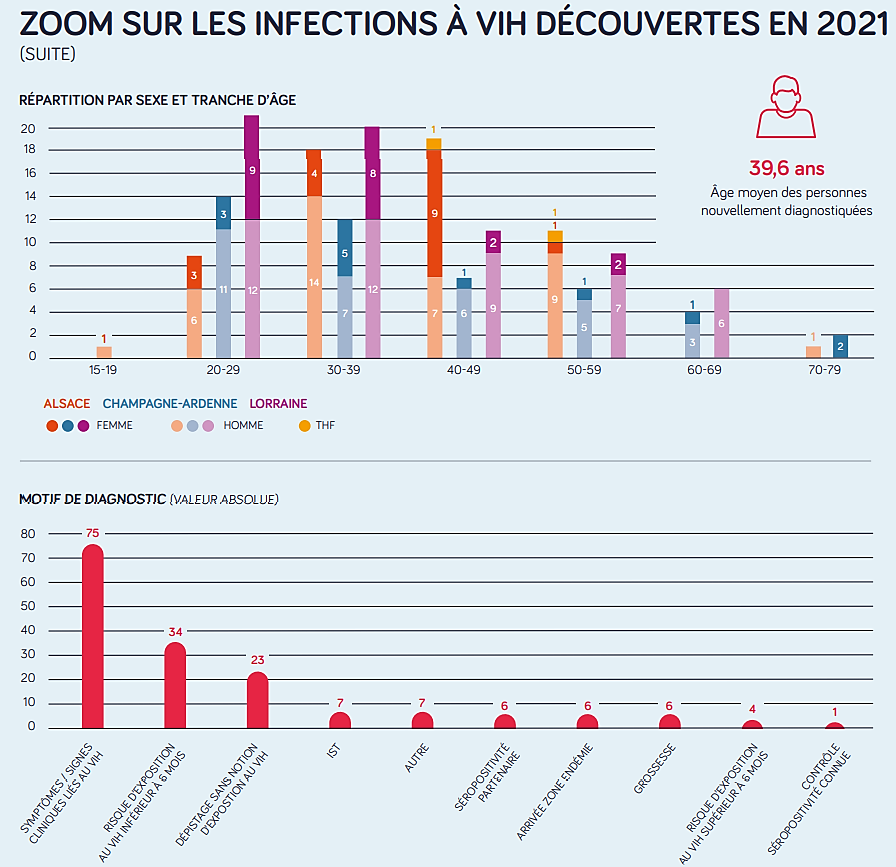 ZOOM SUR LES INFECTIONS À VIH DÉCOUVERTES EN 2021
(SUITE)
RÉPARTITION PAR SEXE ET TRANCHE D'ÂGE
39,6 ans
Âge moyen des personnes
nouvellement diagnostiquées
20
18
16
14
12
10
8
6
4
2
0
1
3
6
3
11
9
12
4
14
5
7
8
12
1
9
7
1
6
2
9
1
1
9
1
5
2
7
1
3
6
1
2
15-19
20-29
30-39
40-49
50-59
60-69
70-79
ALSACE CHAMPAGNE-ARDENNE LORRAINE
FEMME HOMME THF
MOTIF DE DIAGNOSTIC (VALEUR ABSOLUE)
80
70
60
50
40
30
20
10
0
75
34
23
7
7
6
6
6
4
1
SYMPTÔMES / SIGNES
CLINIQUES LIÉS AU VIH
RISQUE D'EXPOSITION
AU VIH INFÉRIEUR À 6 MOIS
DÉPISTAGE SANS NOTION
D'EXPOSTION AU VIH
IST
AUTRE
SÉROPOSITIVITÉ
PARTENAIRE
ARRIVÉE ZONE ENDÉMIE
GROSSESSE
RISQUE D'EXPOSITION
AU VIH SUPÉRIEUR À 6 MOIS
CONTRÔLE
SÉROPOSITIVITÉ CONNUE